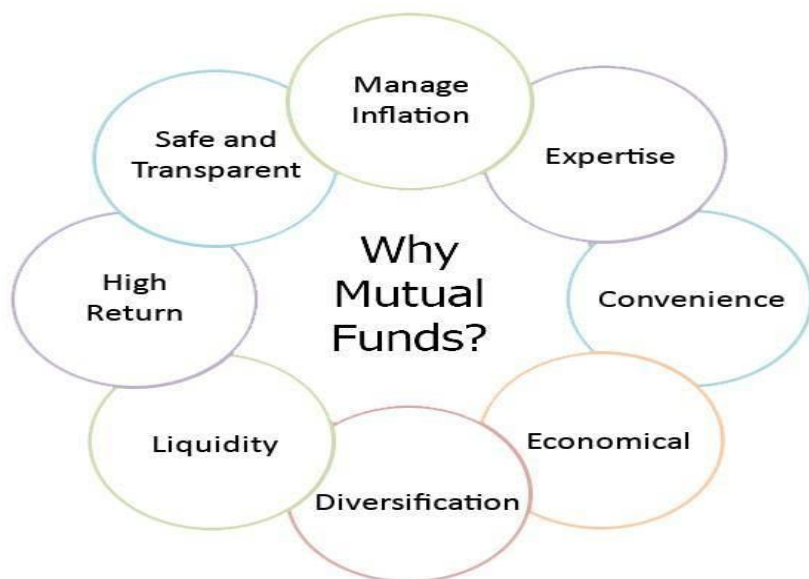 Why
Mutual
Funds?
Manage
Inflation
Expertise
Convenience
Economical
Diversification
Liquidity
High
Return
Safe and
Transparent